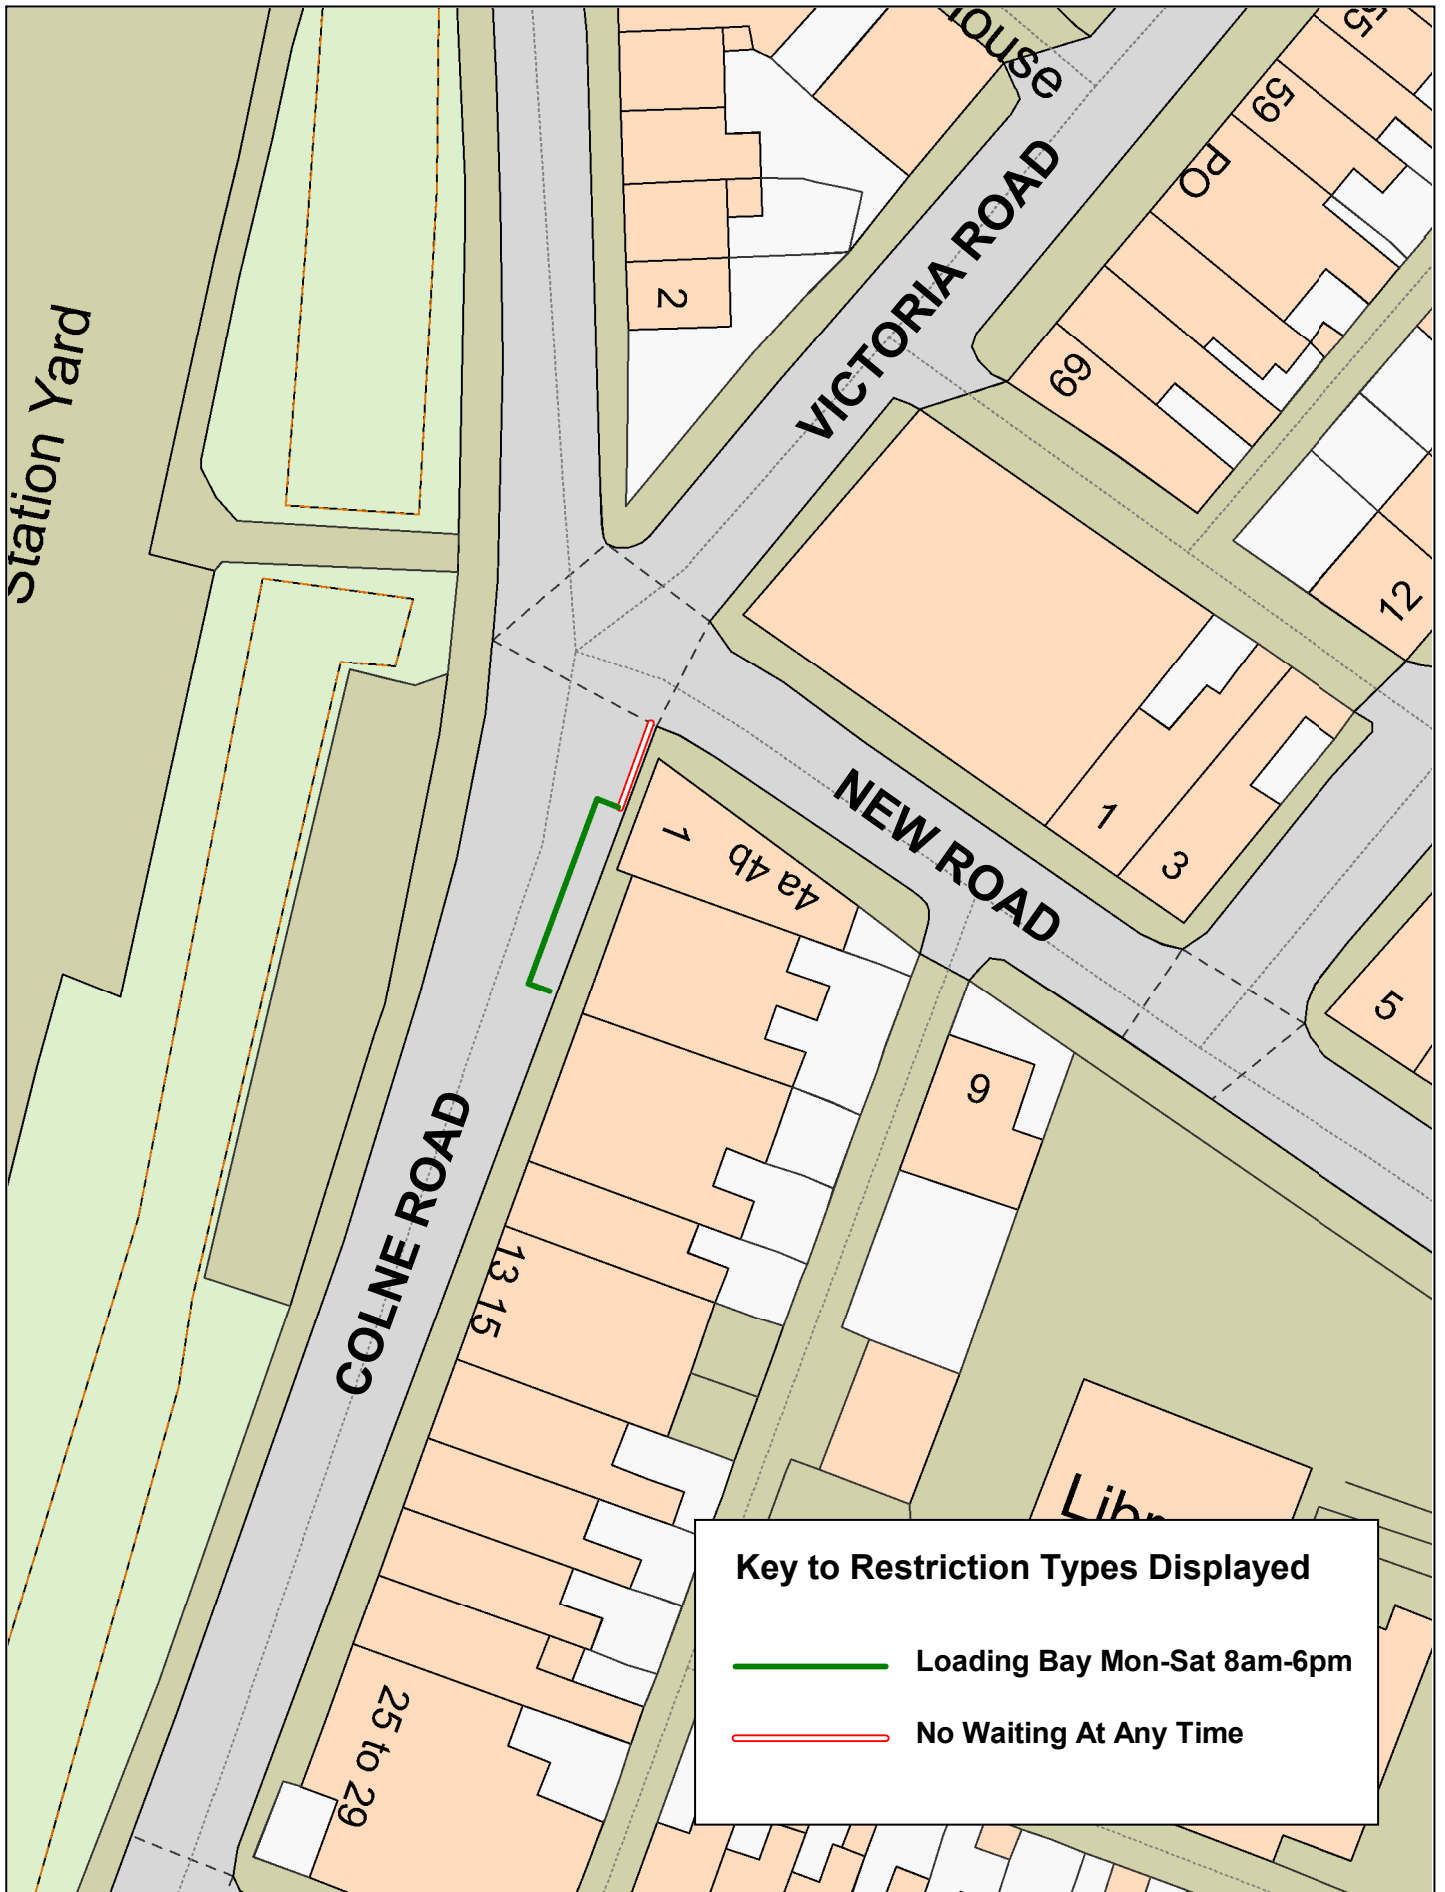 59
PO
VICTORIA ROAD
2
Station Yard
69
12
NEW ROAD
1
3
1
4a 4b
5
9
COLNE ROAD
13
15
25 to 29
Key to Restriction Types Displayed
Loading Bay Mon-Sat 8am-6pm
No Waiting At Any Time